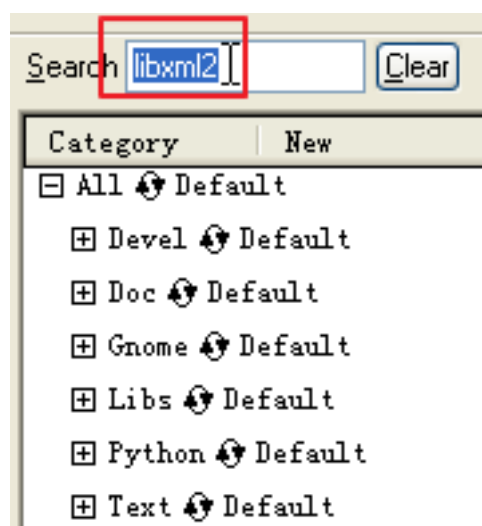 Search libxml2 Clear
Category New
All Default
Devel Default
Doc Default
Gnome Default
Libs Default
Python Default
Text Default